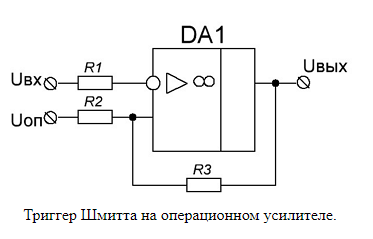 DA1
R1
Uвх
Uвых
R2
Uоп
R3
Триггер Шмитта на операционном усилителе.